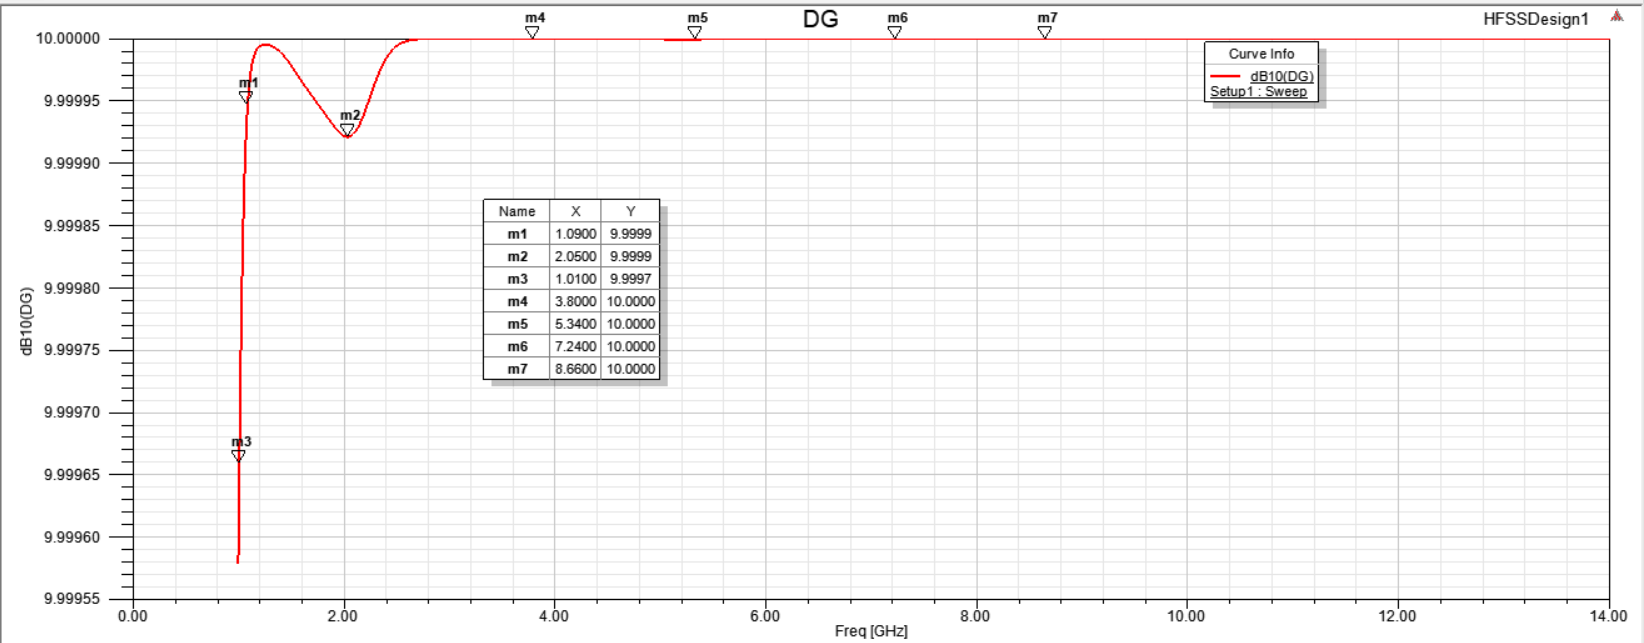 m4
m5
DG
m6
m7
HFSSDesign1
10.00000
9.99995
9.99990
9.99985
9.99980
9.99975
9.99970
9.99965
9.99960
9.99955
dB10(DG)
m1
m2
m3
Curve Info
dB10(DG)
Setup1 : Sweep
Name X Y
m1 1.0900 9.9999
m2 2.0500 9.9999
m3 1.0100 9.9997
m4 3.8000 10.0000
m5 5.3400 10.0000
m6 7.2400 10.0000
m7 8.6600 10.0000
0.00 2.00 4.00 6.00 8.00 10.00 12.00 14.00
Freq [GHz]